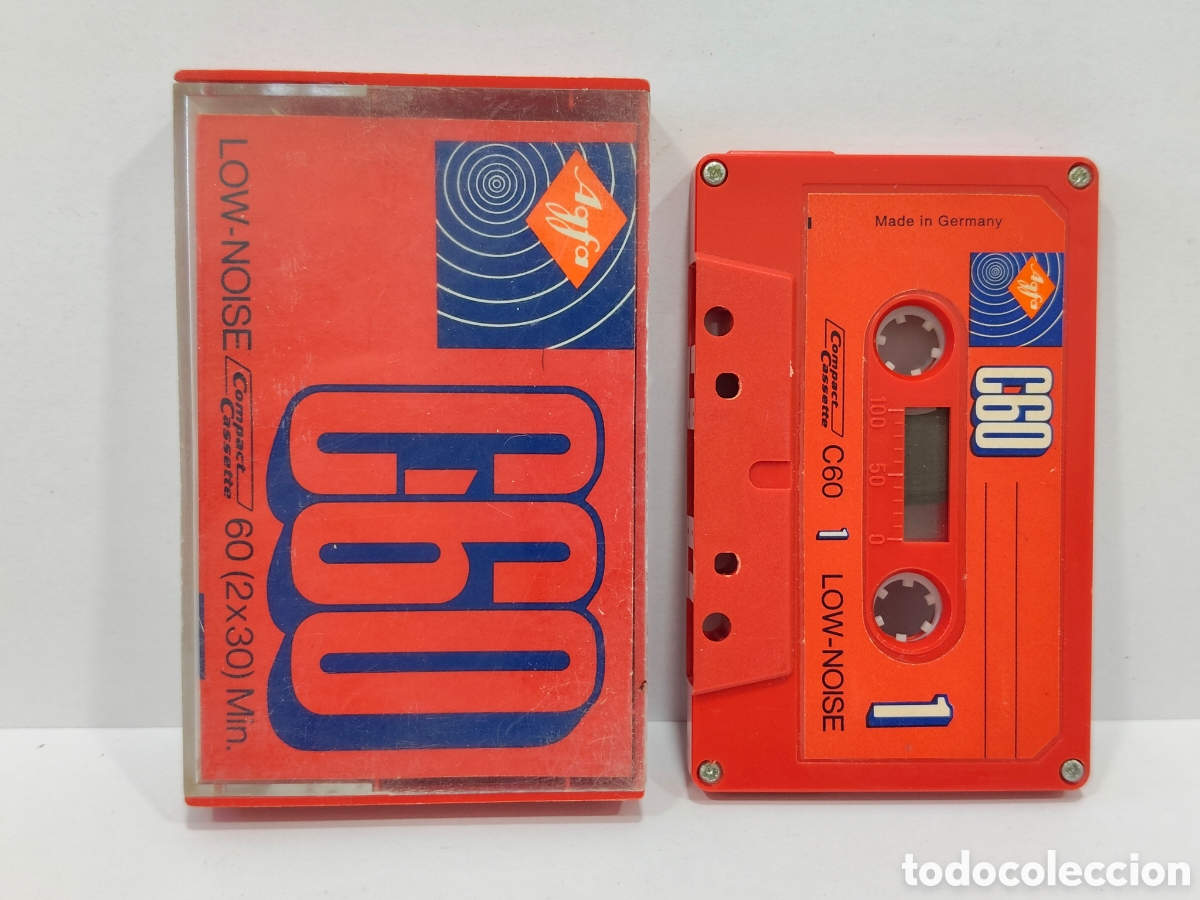 Agfa
C60
LOW-NOISE Compact Cassette 60 (2x30) Min.
Made in Germany
Agfa
C60
1
100 50 0
Compact Cassette C60 1 LOW-NOISE
todocoleccion